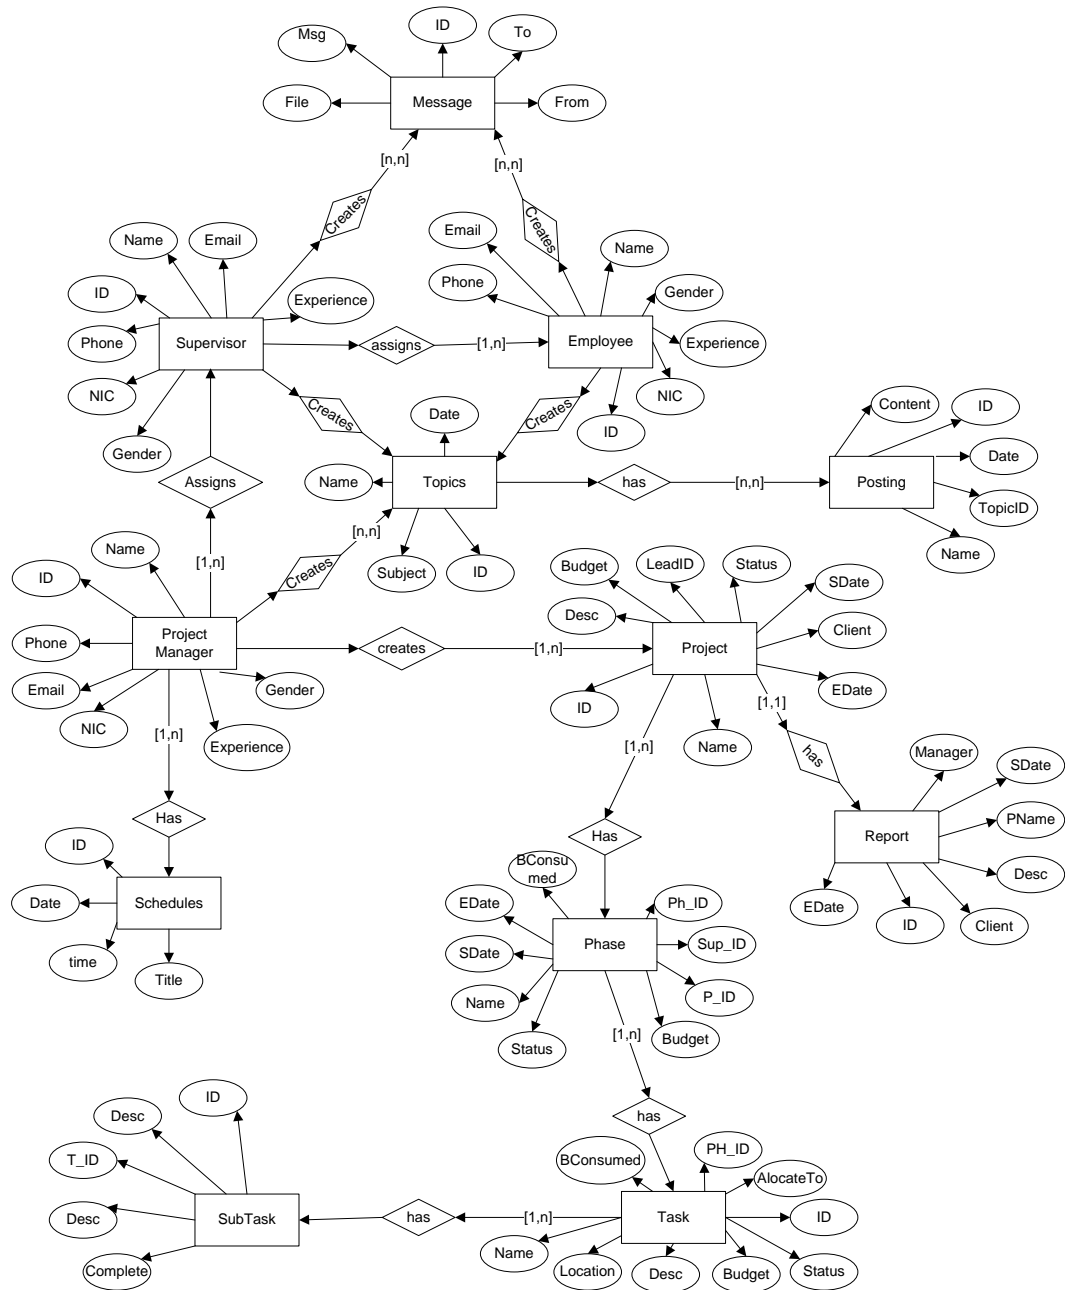 ID
To
Msg
File
Message
From
[n,n]
[n,n]
Creates
Creates
Name
Email
Email
Name
ID
Experience
Phone
Gender
Phone
Supervisor
assigns
[1,n]
Employee
Experience
NIC
NIC
Gender
Creates
Date
Creates
ID
Content
ID
Date
Assigns
Name
Topics
has
[n,n]
Posting
TopicID
Name
[n,n]
Creates
Subject
ID
[1,n]
Name
ID
Budget
LeadID
Status
SDate
Desc
Client
Phone
Project
Manager
creates
[1,n]
Project
Email
Gender
EDate
NIC
ID
[1,1]
Experience
Name
[1,n]
[1,n]
has
Manager
SDate
Has
Has
PName
Report
ID
BConsu
med
Desc
Date
Schedules
EDate
Ph_ID
EDate
ID
Client
Phase
Sup_ID
SDate
time
Title
Name
P_ID
Status
[1,n]
Budget
ID
Desc
has
T_ID
BConsumed
PH_ID
AlocateTo
Desc
SubTask
has
[1,n]
Task
ID
Name
Complete
Location
Desc
Budget
Status